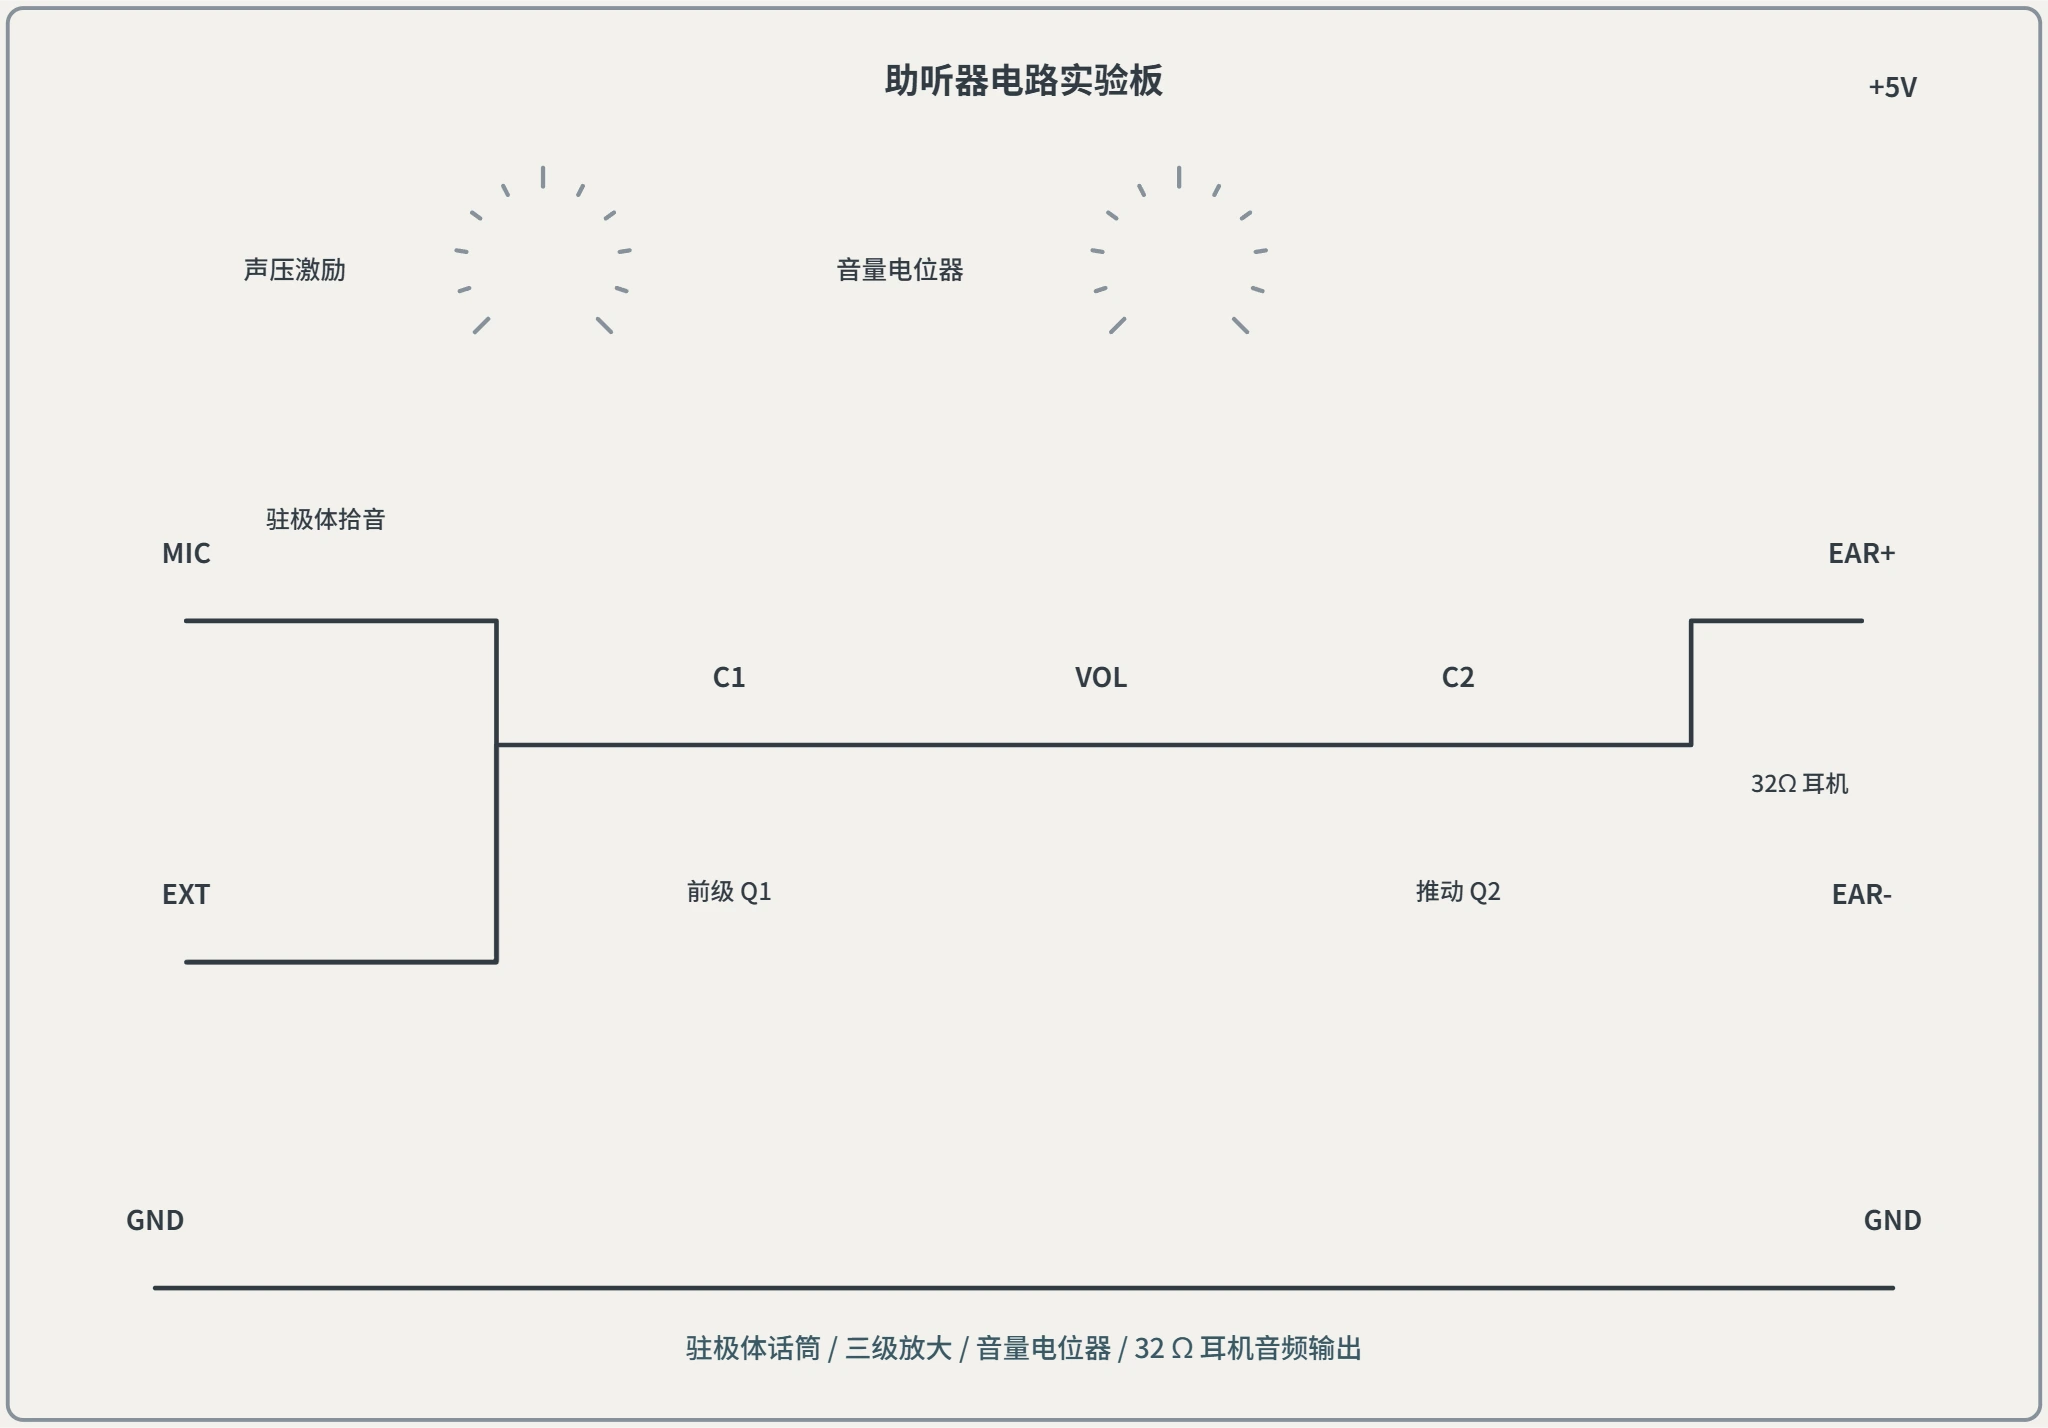 助听器电路实验板
+5V
声压激励
音量电位器
驻极体拾音
MIC
EAR+
C1
VOL
C2
32Ω 耳机
EXT
前级 Q1
推动 Q2
EAR-
GND
GND
驻极体话筒 / 三级放大 / 音量电位器 / 32 Ω 耳机音频输出